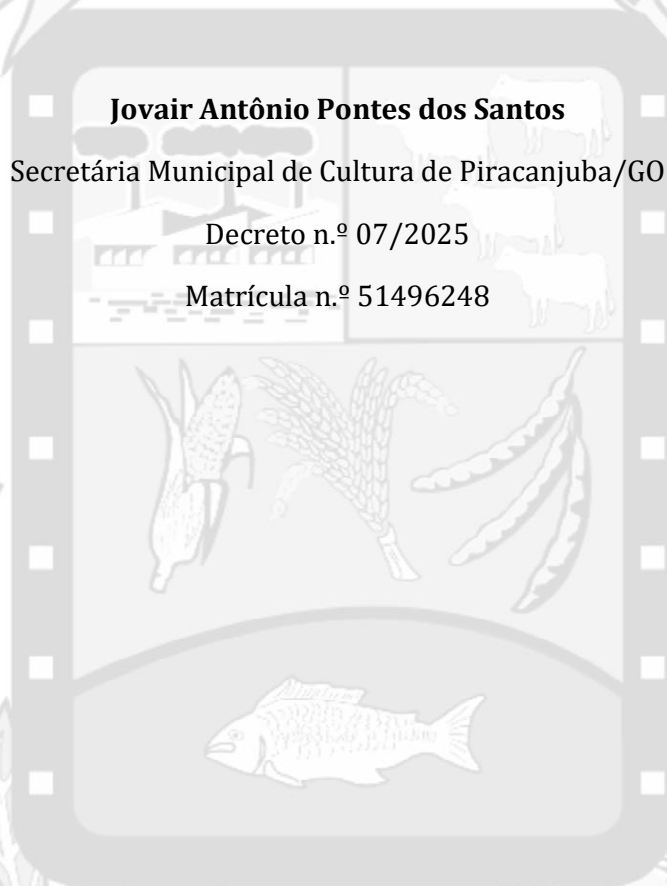 Jovair Antônio Pontes dos Santos
Secretária Municipal de Cultura de Piracanjuba/GO
Decreto n.º 07/2025
Matrícula n.º 51496248